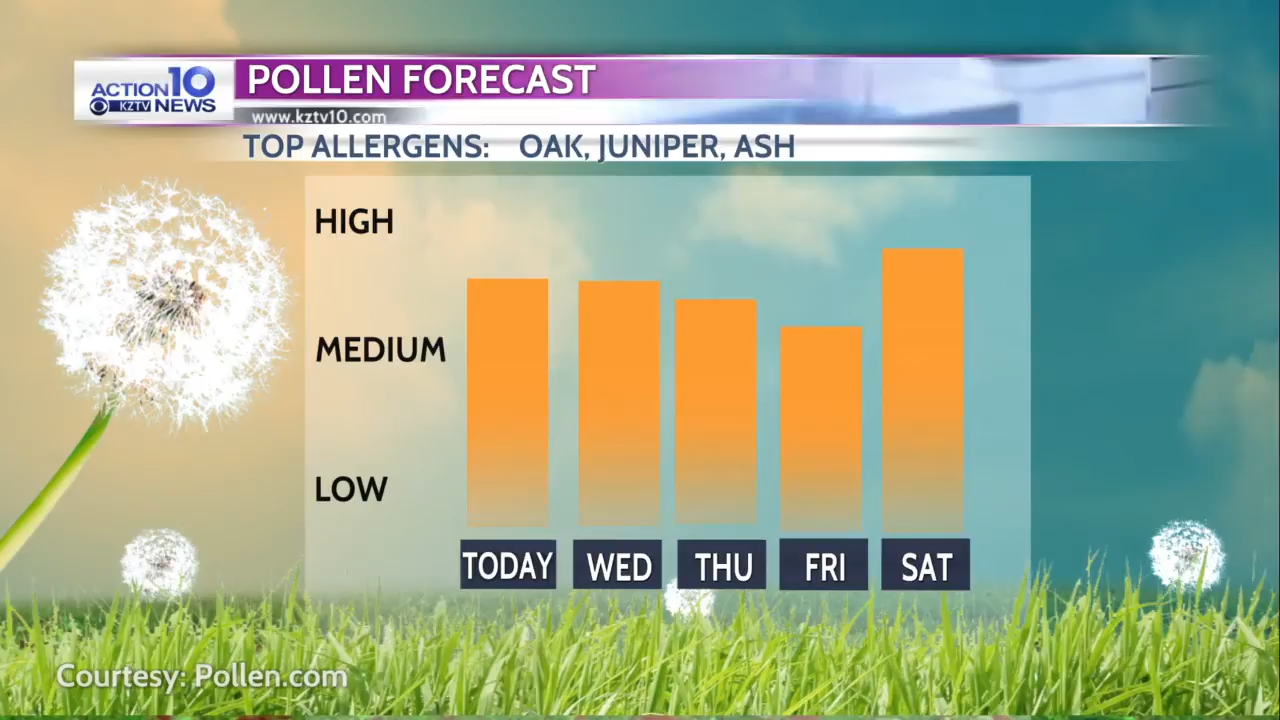 ACTION 10
KZTV NEWS
POLLEN FORECAST
www.kztv10.com
TOP ALLERGENS: OAK, JUNIPER, ASH
HIGH
MEDIUM
LOW
TODAY WED THU FRI SAT
Courtesy: Pollen.com